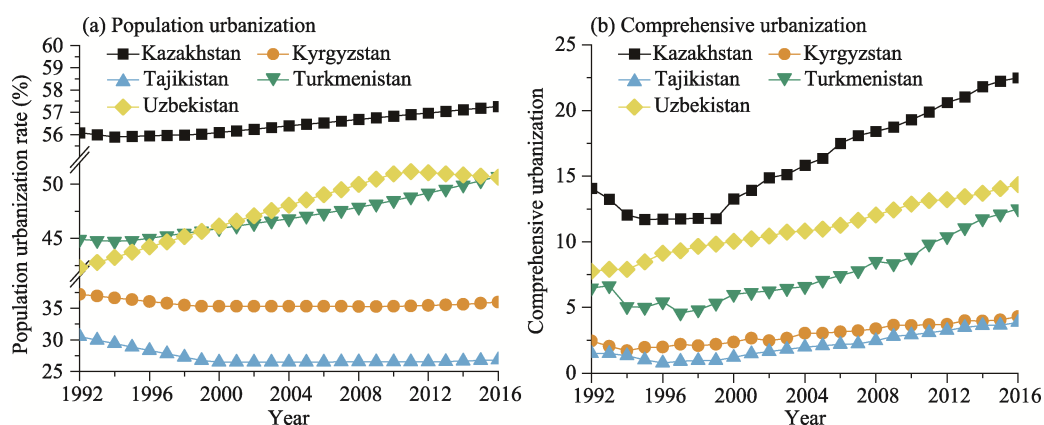 (a) Population urbanization
Kazakhstan
Kyrgyzstan
Tajikistan
Turkmenistan
Uzbekistan
Population urbanization rate (%)
60
59
58
57
56
50
45
35
30
25
1992
1996
2000
2004
2008
2012
2016
Year
(b) Comprehensive urbanization
Kazakhstan
Kyrgyzstan
Tajikistan
Turkmenistan
Uzbekistan
Comprehensive urbanization
25
20
15
10
5
0
1992
1996
2000
2004
2008
2012
2016
Year